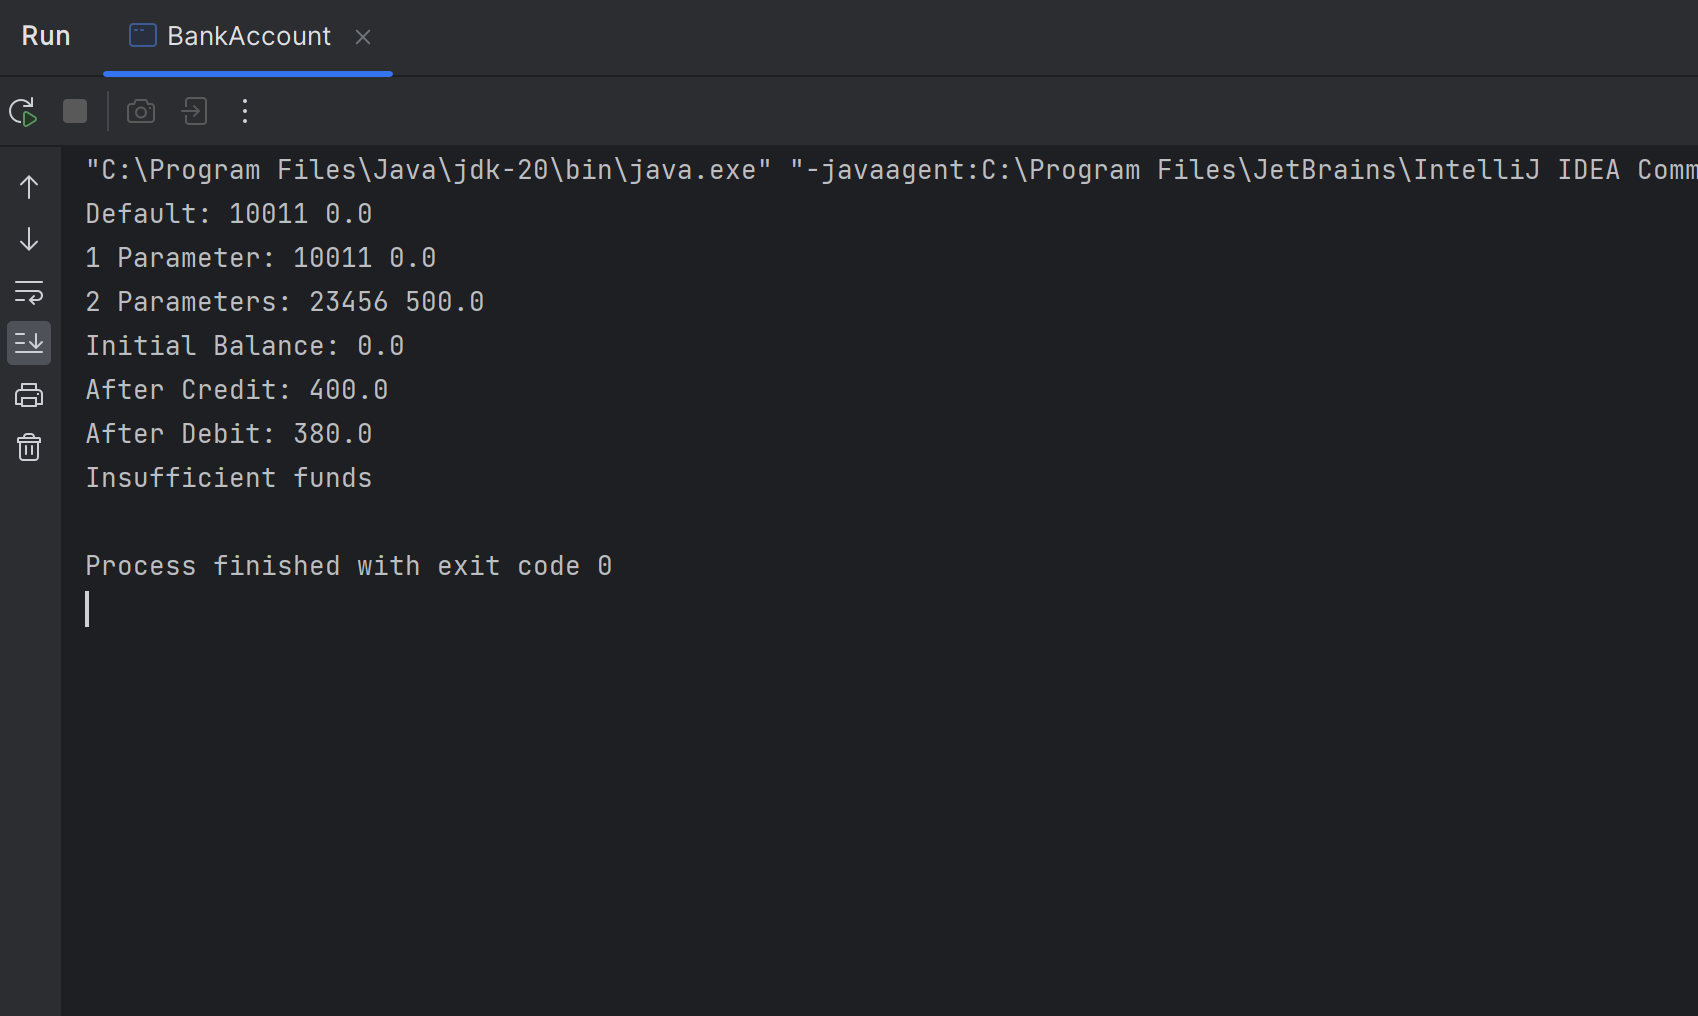 Run BankAccount
"C:\Program Files\Java\jdk-20\bin\java.exe" "-javaagent:C:\Program Files\JetBrains\IntelliJ IDEA Comm
Default: 10011 0.0
1 Parameter: 10011 0.0
2 Parameters: 23456 500.0
Initial Balance: 0.0
After Credit: 400.0
After Debit: 380.0
Insufficient funds
Process finished with exit code 0